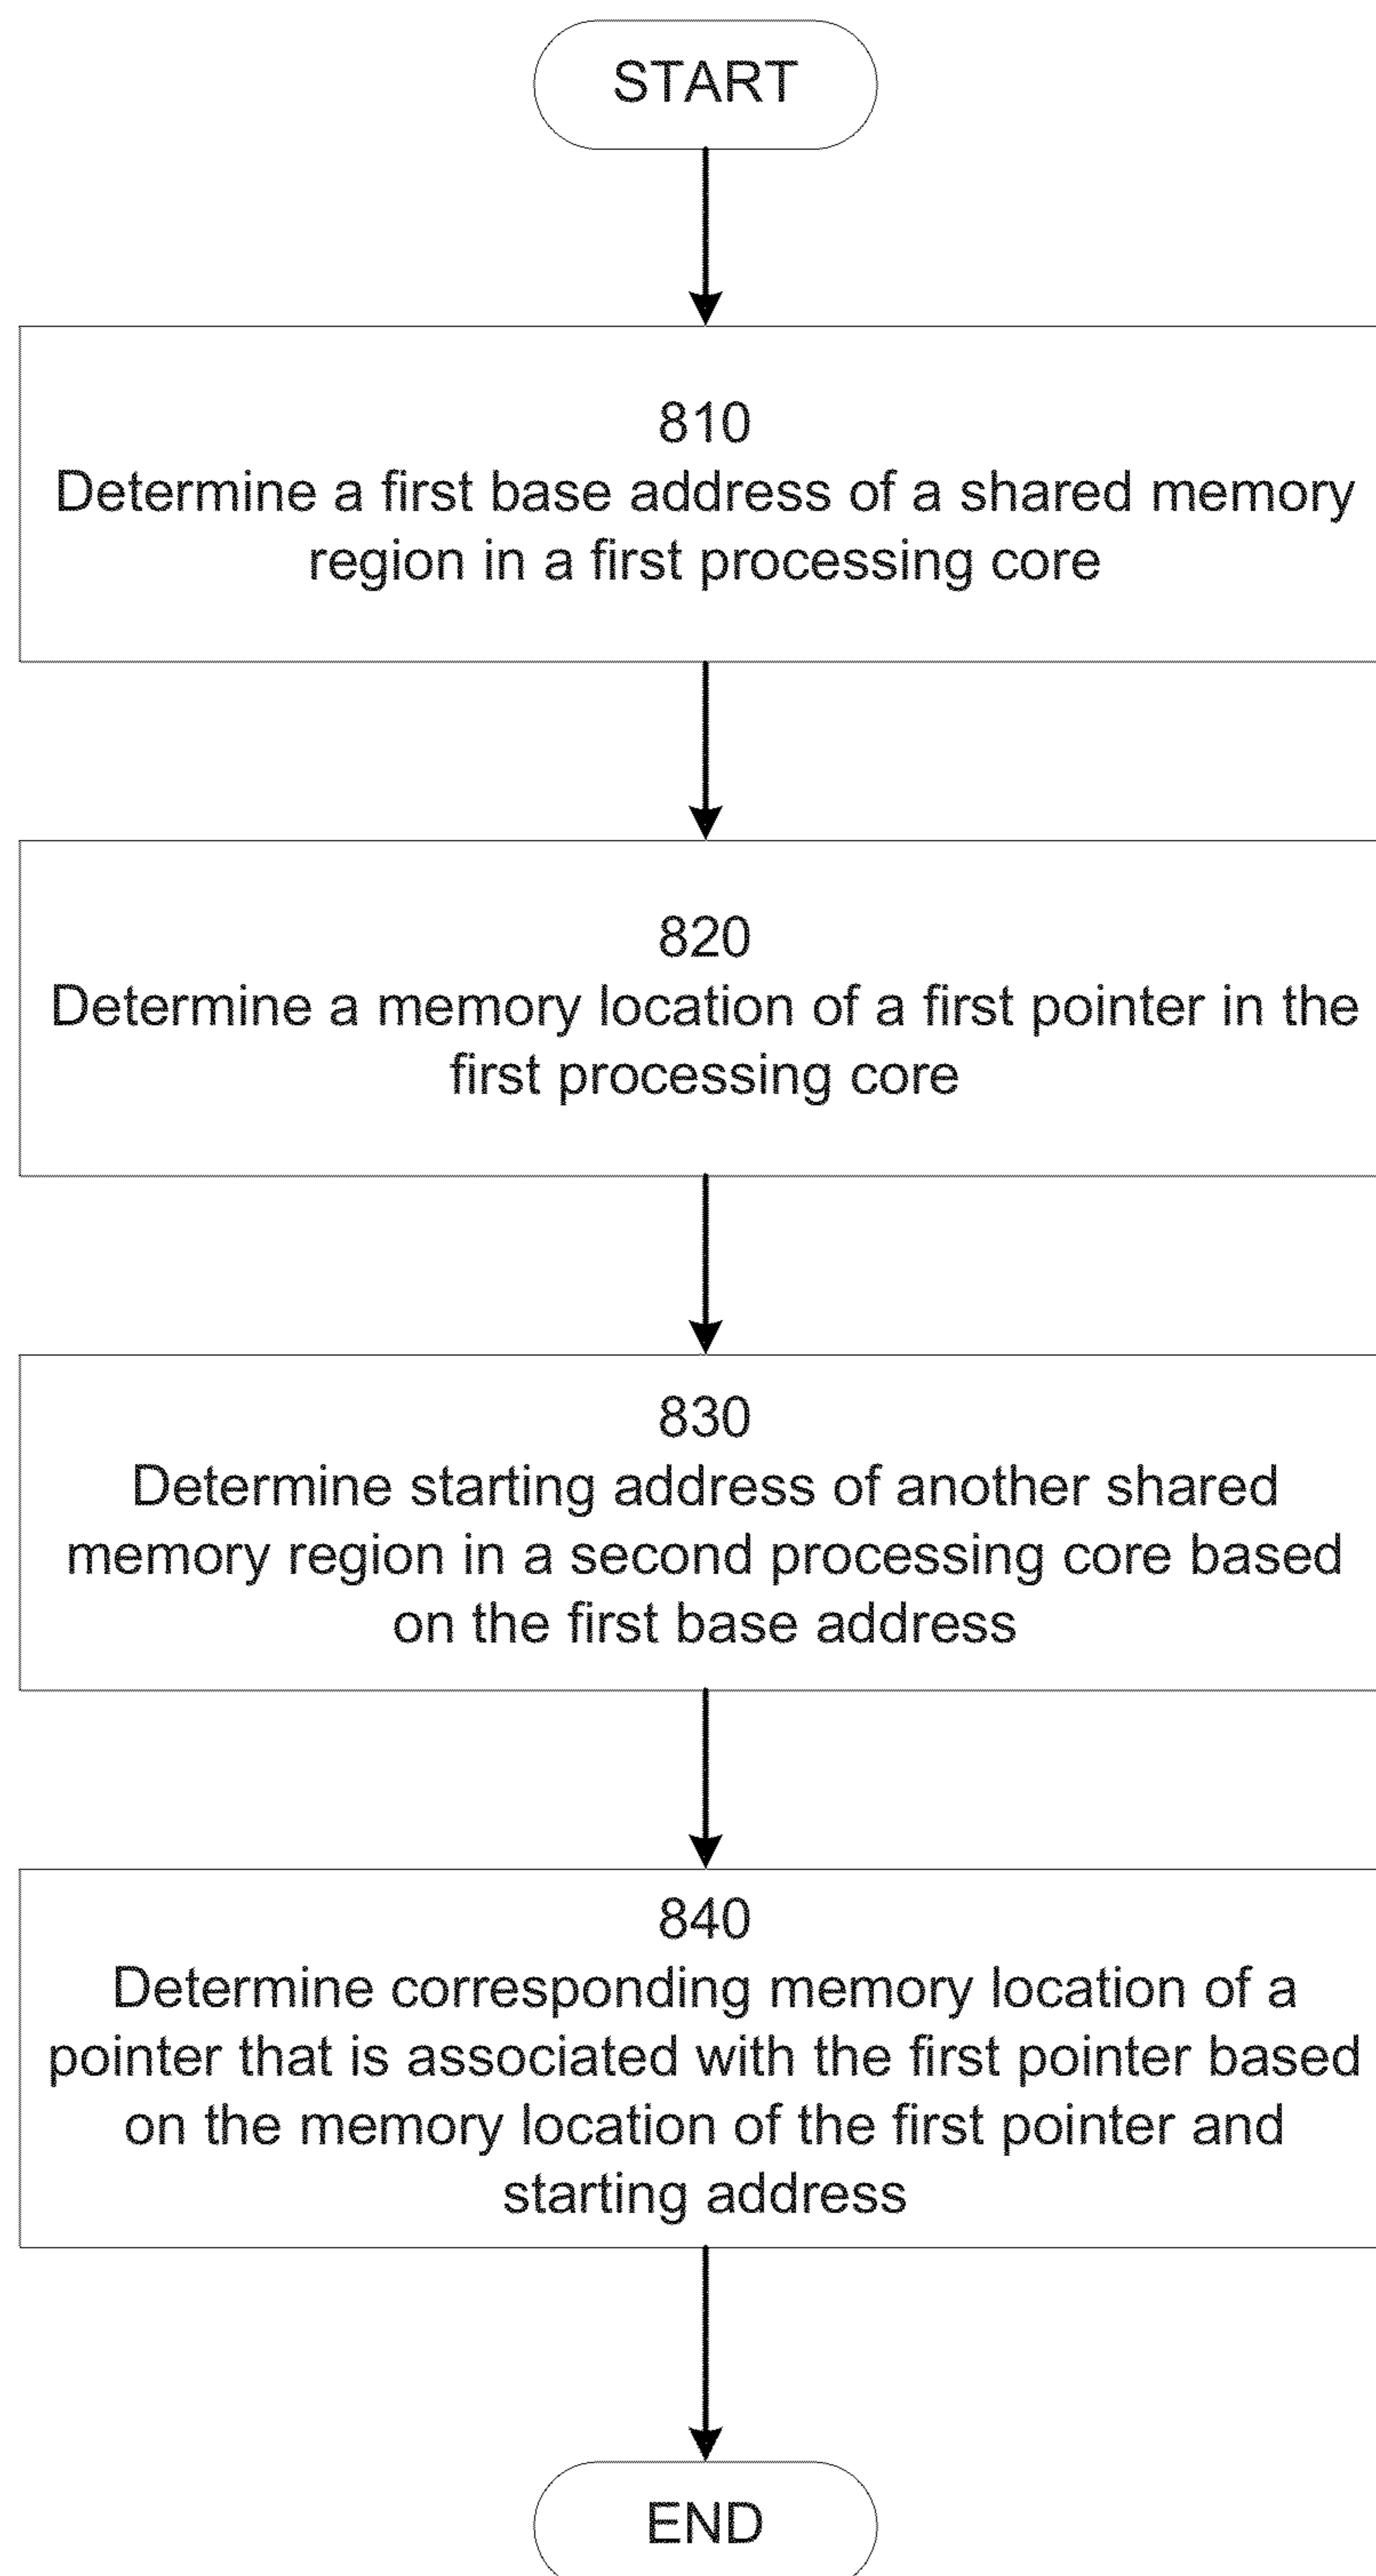 START
810
Determine a first base address of a shared memory
region in a first processing core
820
Determine a memory location of a first pointer in the
first processing core
830
Determine starting address of another shared
memory region in a second processing core based
on the first base address
840
Determine corresponding memory location of a
pointer that is associated with the first pointer based
on the memory location of the first pointer and
starting address
END